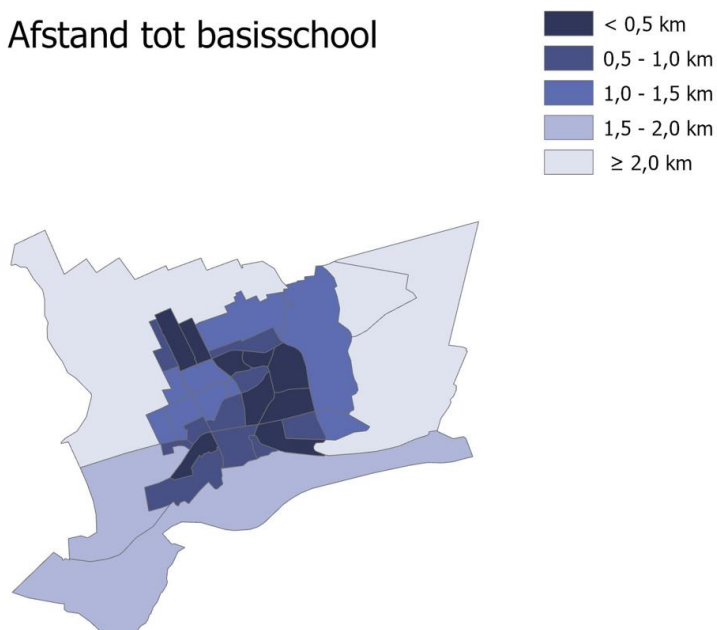 Afstand tot basisschool
< 0,5 km
0,5 - 1,0 km
1,0 - 1,5 km
1,5 - 2,0 km
≥ 2,0 km